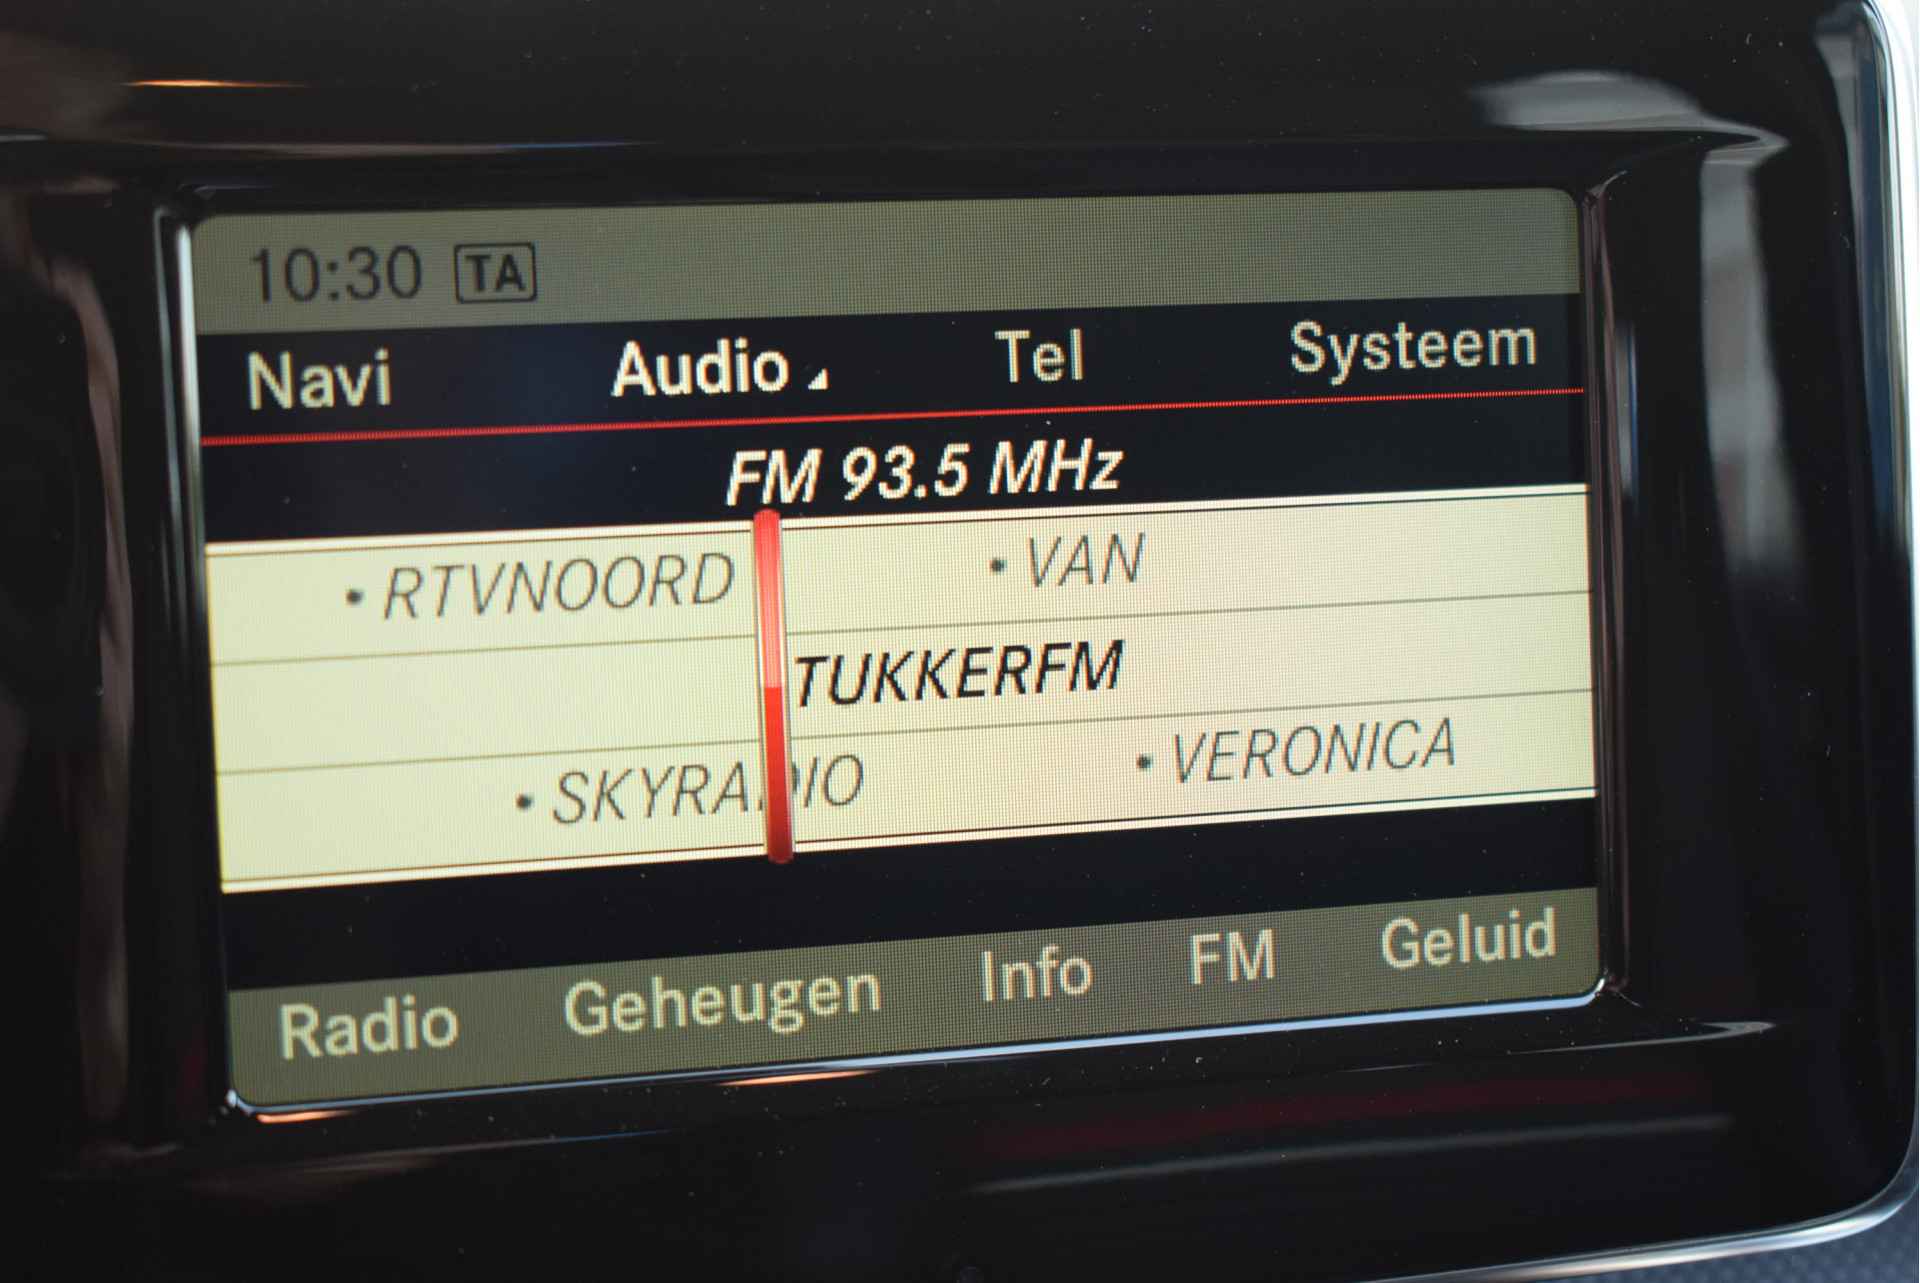 10:30 TA
Navi Audio Tel Systeem
FM 93.5 MHz
• RTVNOORD • VAN
TUKKERFM
• SKYRADIO • VERONICA
Radio Geheugen Info FM Geluid